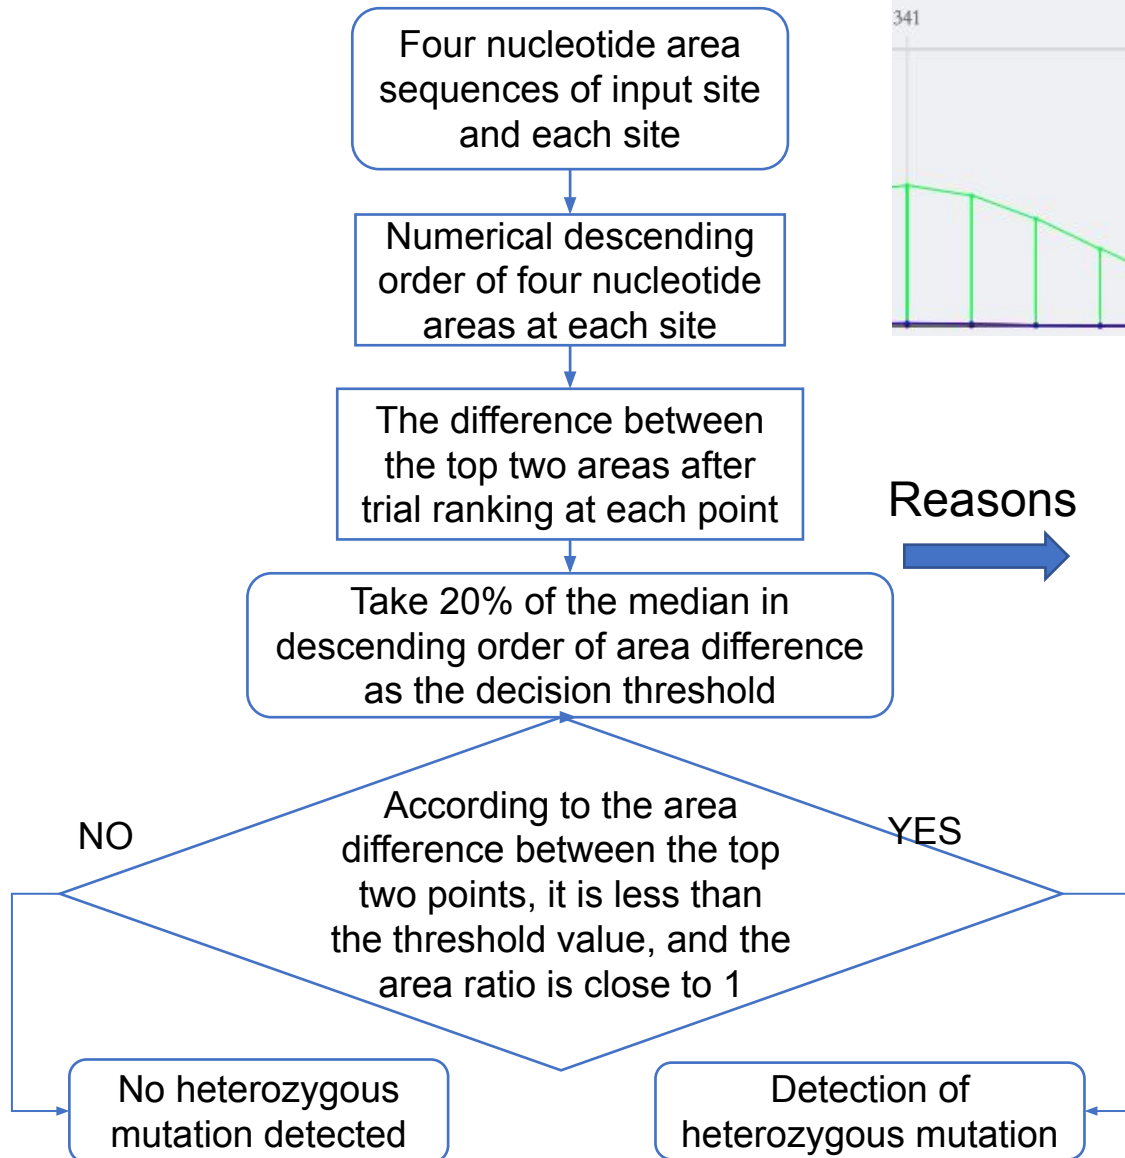 Four nucleotide area
sequences of input site
and each site
341
Numerical descending
order of four nucleotide
areas at each site
The difference between
the top two areas after
trial ranking at each point
Reasons
Take 20% of the median in
descending order of area difference
as the decision threshold
NO
YES
According to the area
difference between the top
two points, it is less than
the threshold value, and the
area ratio is close to 1
No heterozygous
mutation detected
Detection of
heterozygous mutation